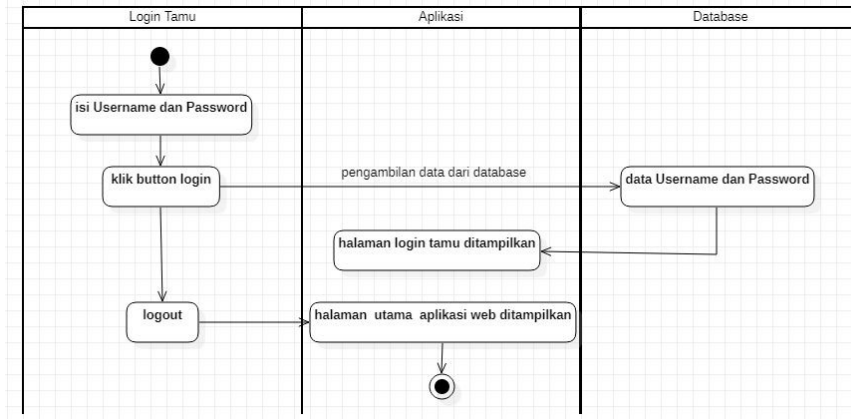 Login Tamu
Aplikasi
Database
isi Username dan Password
klik button login
pengambilan data dari database
data Username dan Password
halaman login tamu ditampilkan
logout
halaman utama aplikasi web ditampilkan